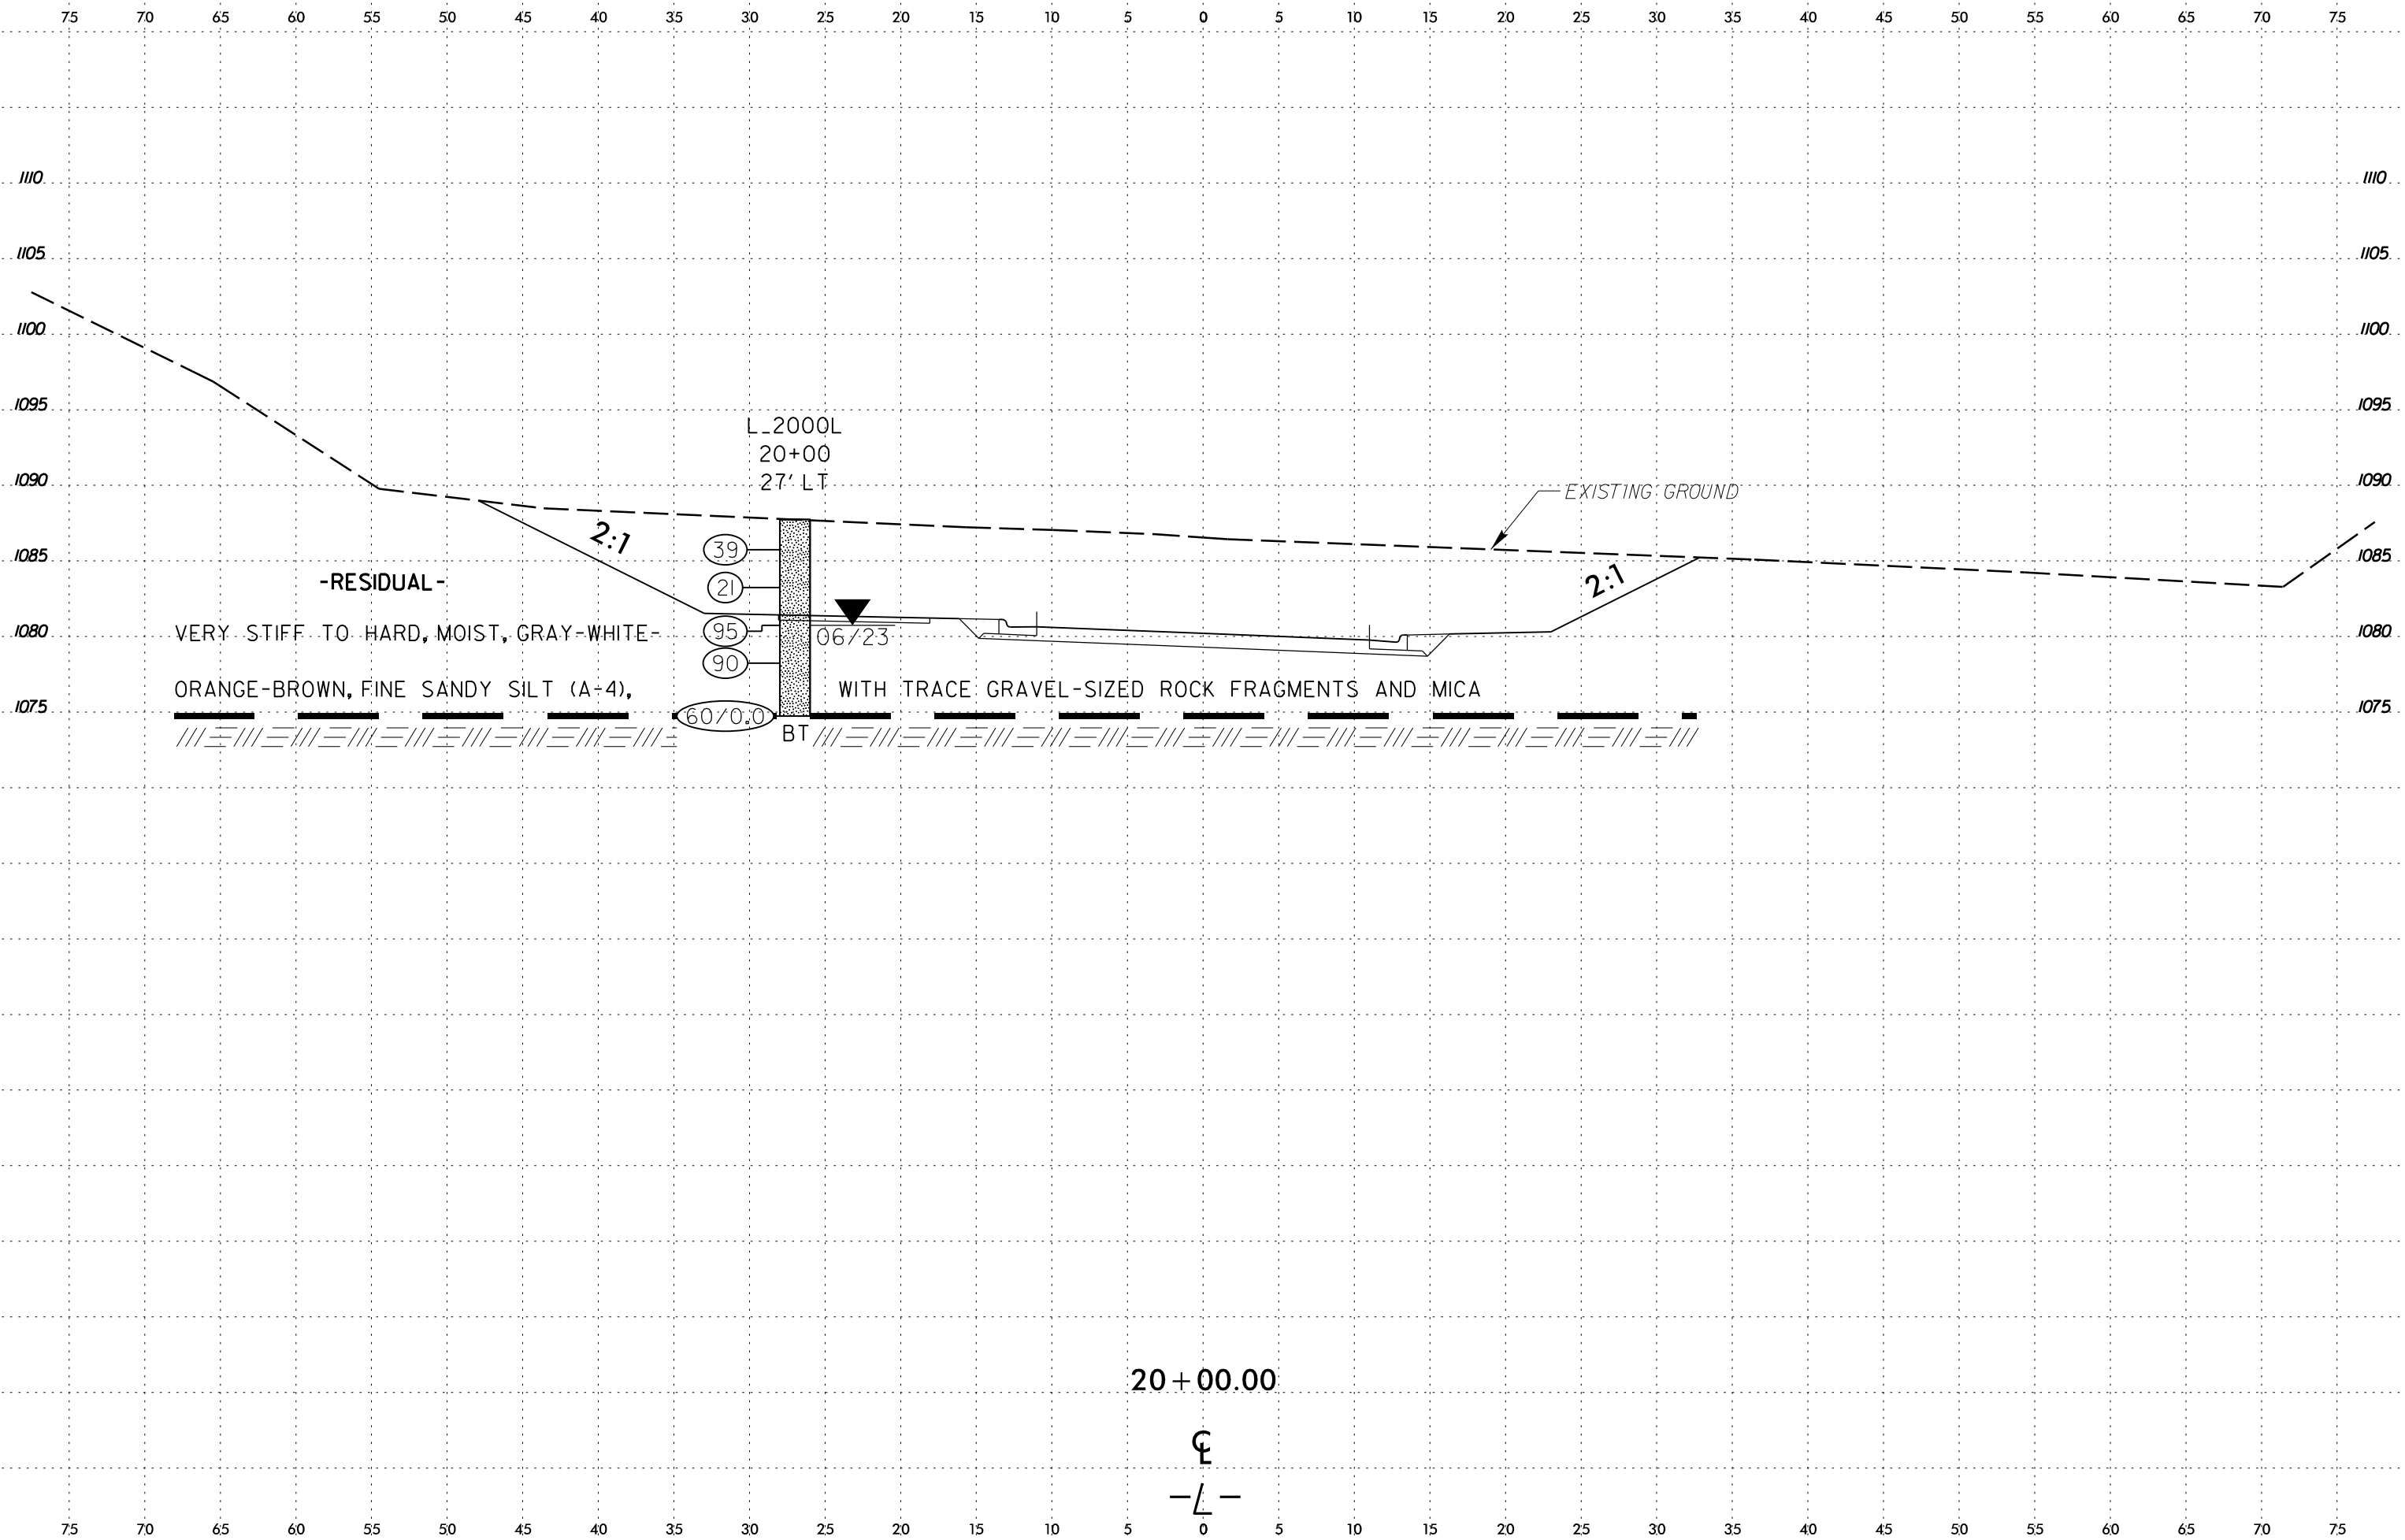 75 70 65 60 55 50 45 40 35 30 25 20 15 10 5 0 5 10 15 20 25 30 35 40 45 50 55 60 65 70 75
1110 1110
1105 1105
1100 1100
1095 1095
L_2000L
20+00
27' LT
1090 1090
EXISTING GROUND
2:1
39
1085 1085
-RESIDUAL-
21
2:1
VERY STIFF TO HARD, MOIST, GRAY-WHITE-
95
06/23
1080 1080
90
ORANGE-BROWN, FINE SANDY SILT (A-4), WITH TRACE GRAVEL-SIZED ROCK FRAGMENTS AND MICA
1075 1075
60/0.0
BT
20+00.00
℄
-L-
75 70 65 60 55 50 45 40 35 30 25 20 15 10 5 0 5 10 15 20 25 30 35 40 45 50 55 60 65 70 75